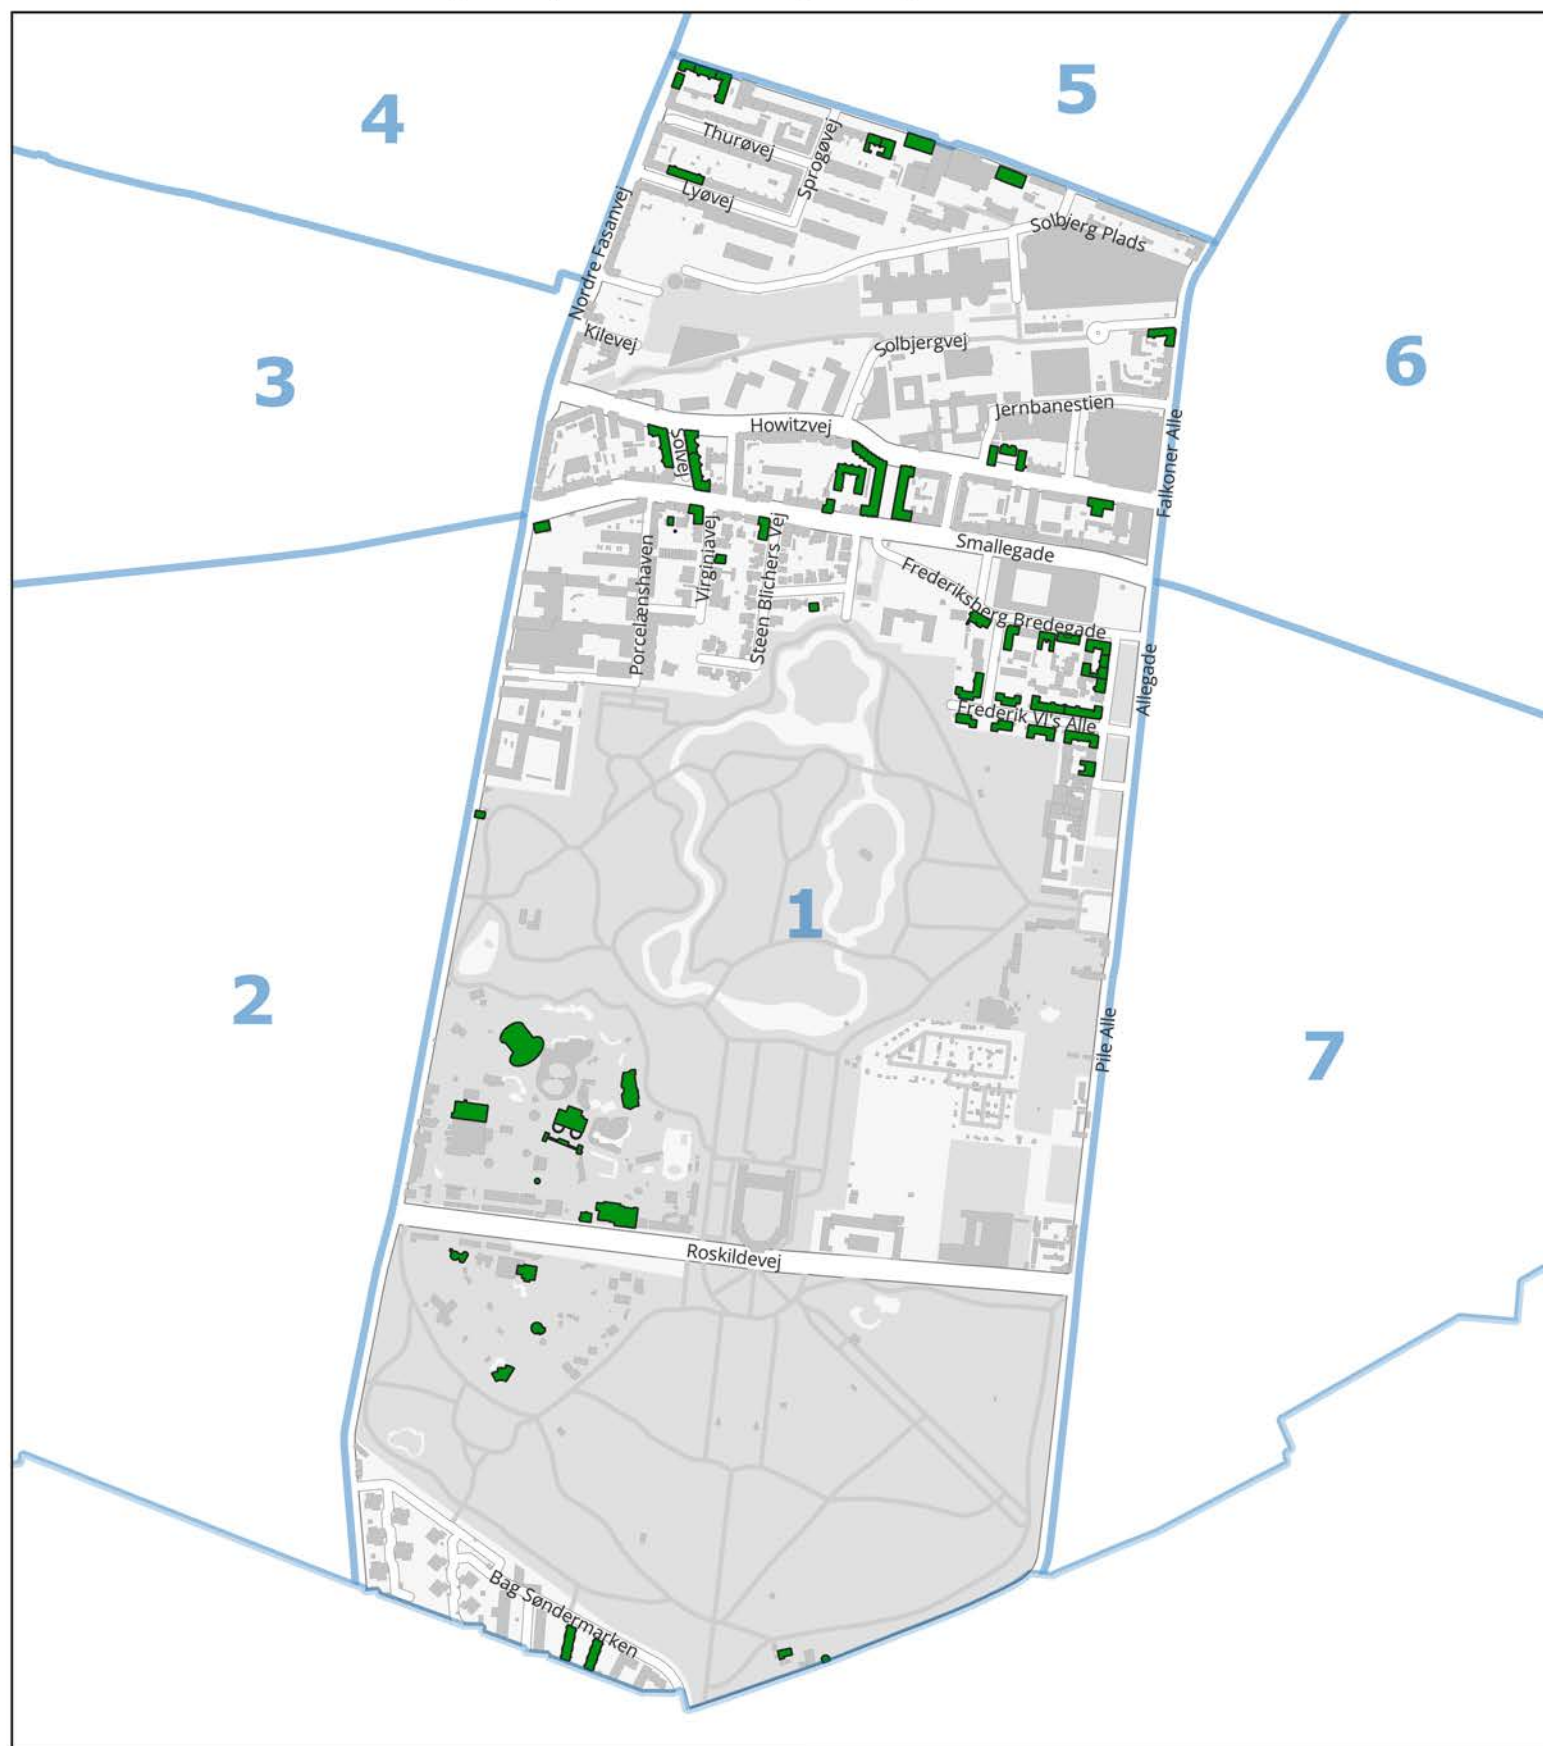 5
4
Thurøvej
Sprogøvej
Lyøvej
Solbjerg Plads
Nordre Fasanvej
Kilevej
Solbjergvej
6
3
Jernbanestien
Howitzvej
Solvej
Falkoner Alle
Smallegade
Virginiavej
Steen Blichers Vej
Porcelænshaven
Frederiksberg Bredegade
Allegade
Frederik VI's Alle
1
2
Pile Alle
7
Roskildevej
Bag Søndermarken